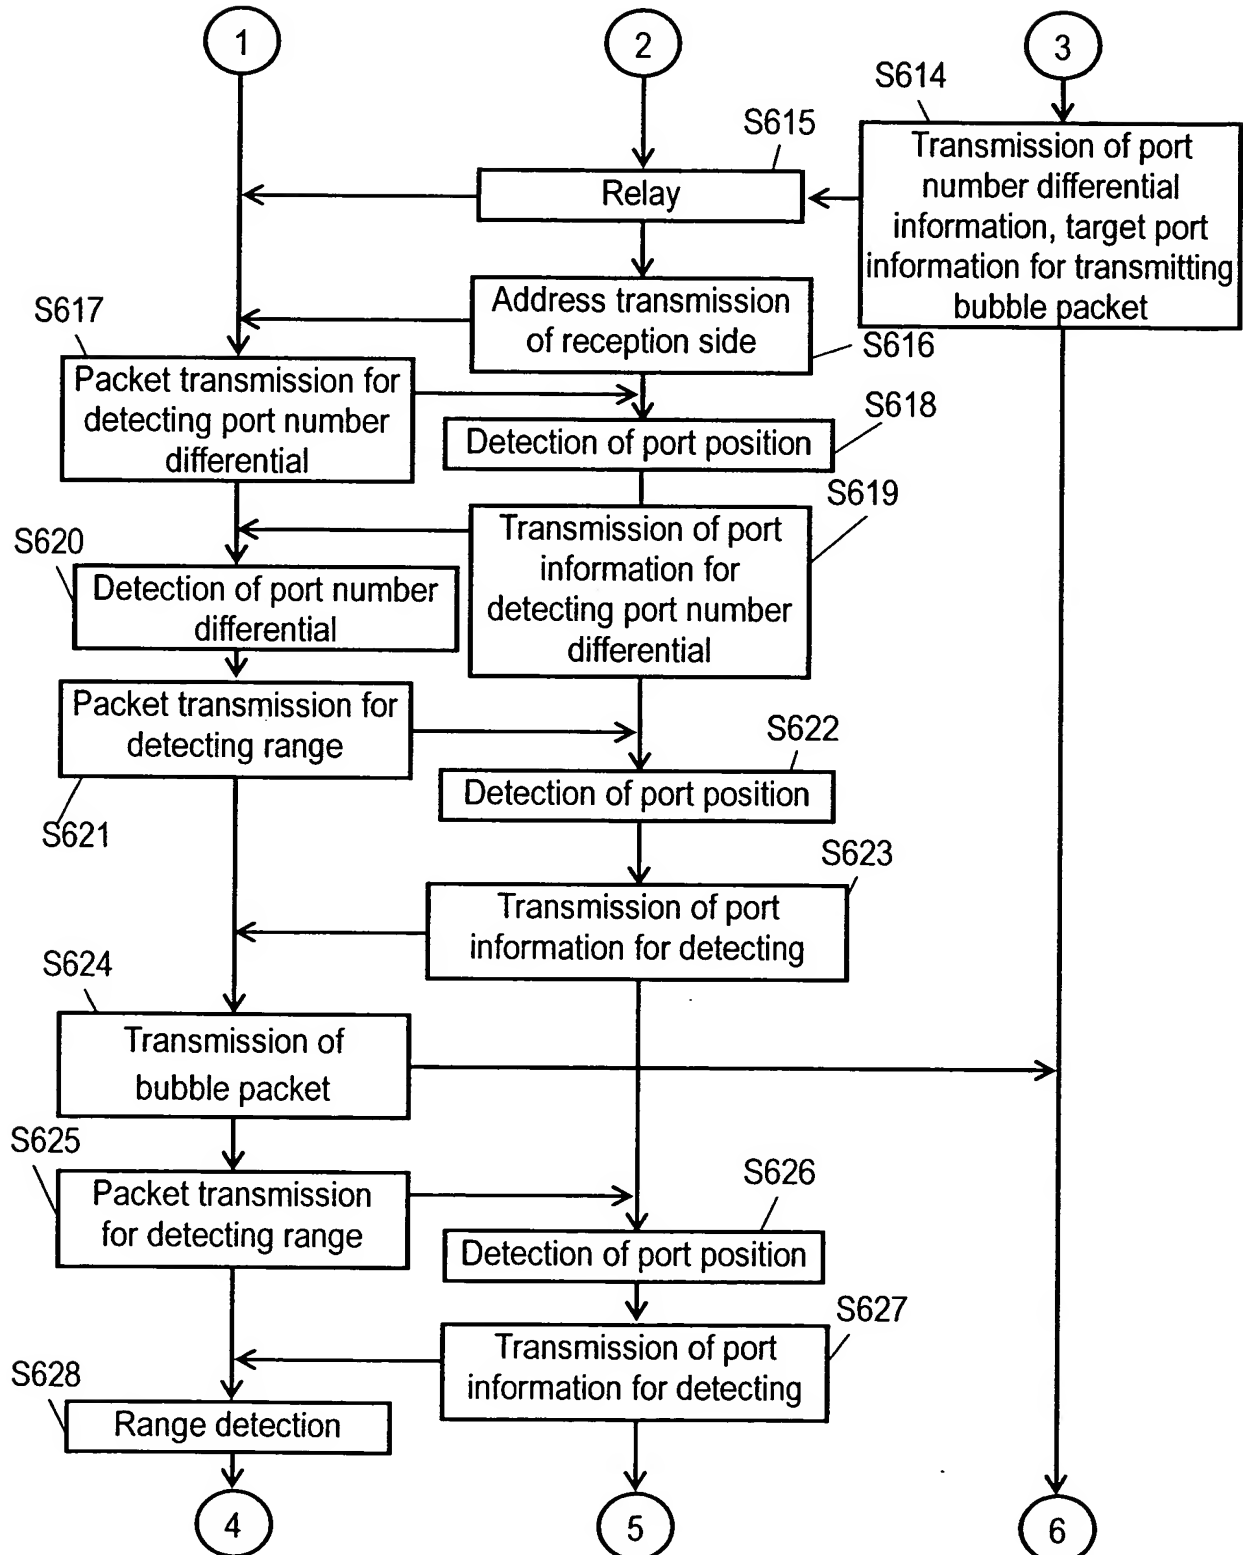 1
2
3
S614
S615
Transmission of port
number differential
information, target port
information for transmitting
bubble packet
Relay
Address transmission
of reception side
S616
S617
Packet transmission for
detecting port number
differential
S618
Detection of port position
S619
Transmission of port
information for
detecting port number
differential
S620
Detection of port number
differential
Packet transmission for
detecting range
S621
S622
Detection of port position
S623
Transmission of port
information for detecting
S624
Transmission of
bubble packet
S625
Packet transmission
for detecting range
S626
Detection of port position
S627
Transmission of port
information for detecting
S628
Range detection
4
5
6